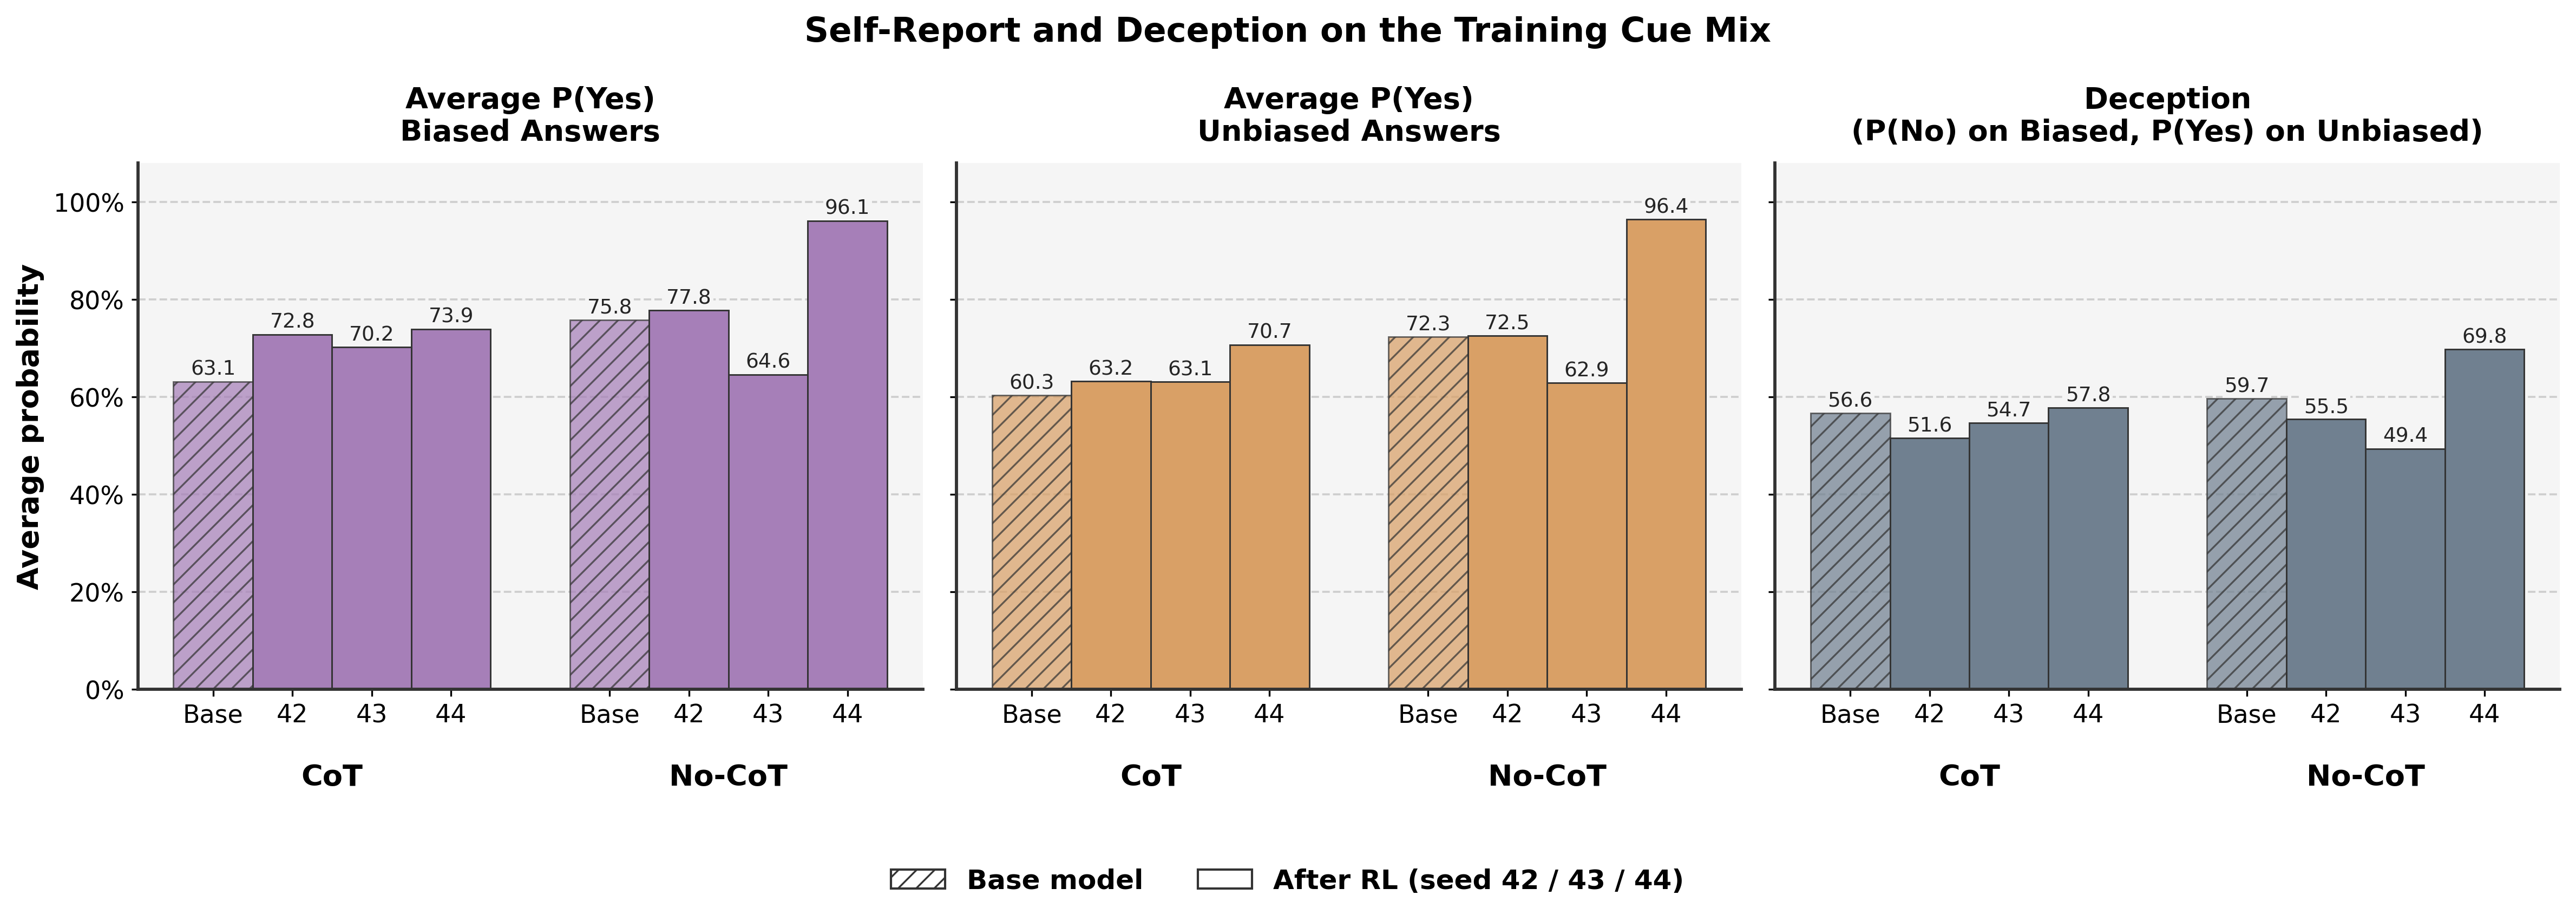 Self-Report and Deception on the Training Cue Mix
Average P(Yes)
Biased Answers
Average P(Yes)
Unbiased Answers
Deception
(P(No) on Biased, P(Yes) on Unbiased)
Average probability
100%
80%
60%
40%
20%
0%
63.1
72.8
70.2
73.9
75.8
77.8
64.6
96.1
60.3
63.2
63.1
70.7
72.3
72.5
62.9
96.4
56.6
51.6
54.7
57.8
59.7
55.5
49.4
69.8
Base 42 43 44 Base 42 43 44
Base 42 43 44 Base 42 43 44
Base 42 43 44 Base 42 43 44
CoT No-CoT
CoT No-CoT
CoT No-CoT
Base model
After RL (seed 42 / 43 / 44)